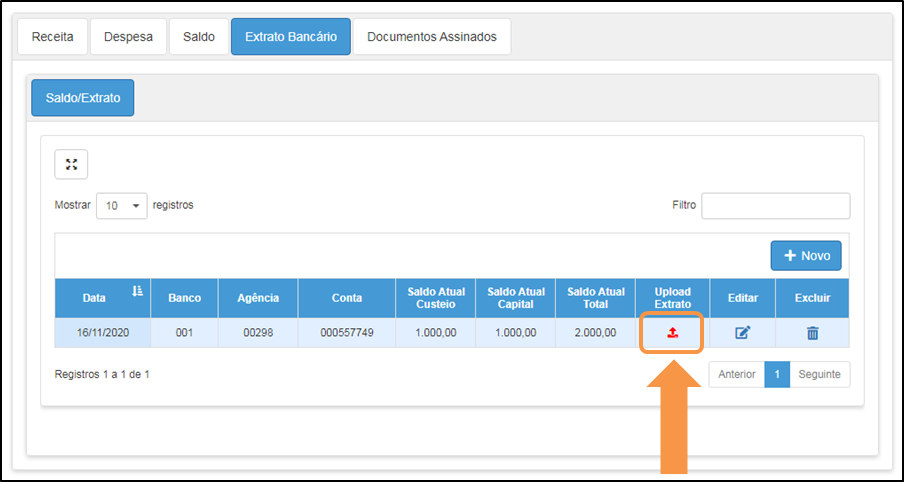 Receita Despesa Saldo Extrato Bancário Documentos Assinados
Saldo/Extrato
Mostrar 10 registros Filtro
Novo
Data Banco Agência Conta Saldo Atual Custeio Saldo Atual Capital Saldo Atual Total Upload Extrato Editar Excluir
16/11/2020 001 00298 000557749 1.000,00 1.000,00 2.000,00
Registros 1 a 1 de 1 Anterior 1 Seguinte